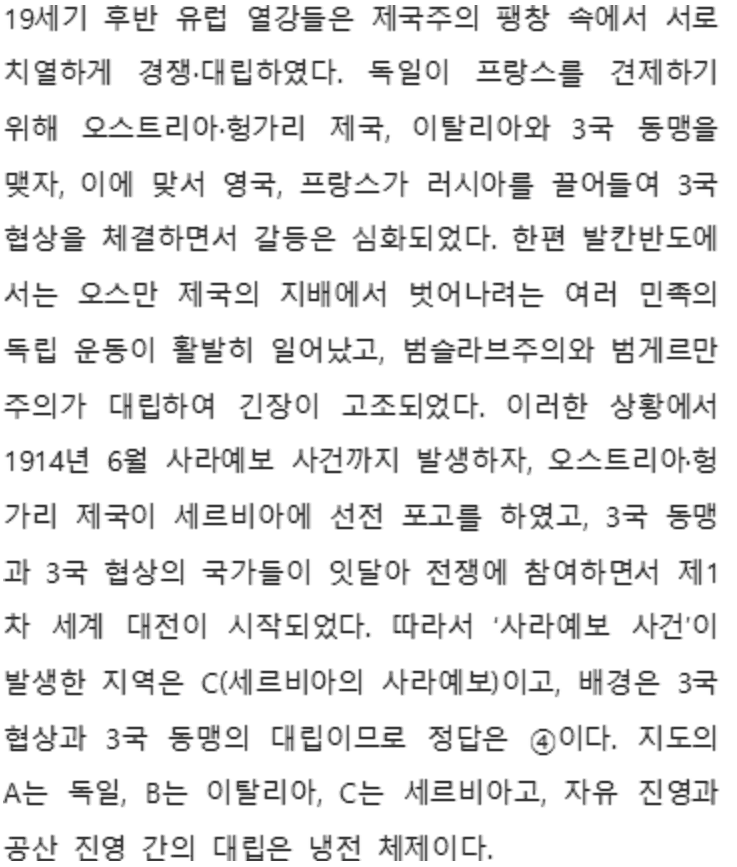 19세기 후반 유럽 열강들은 제국주의 팽창 속에서 서로
치열하게 경쟁·대립하였다. 독일이 프랑스를 견제하기
위해 오스트리아·헝가리 제국, 이탈리아와 3국 동맹을
맺자, 이에 맞서 영국, 프랑스가 러시아를 끌어들여 3국
협상을 체결하면서 갈등은 심화되었다. 한편 발칸반도에
서는 오스만 제국의 지배에서 벗어나려는 여러 민족의
독립 운동이 활발히 일어났고, 범슬라브주의와 범게르만
주의가 대립하여 긴장이 고조되었다. 이러한 상황에서
1914년 6월 사라예보 사건까지 발생하자, 오스트리아·헝
가리 제국이 세르비아에 선전 포고를 하였고, 3국 동맹
과 3국 협상의 국가들이 잇달아 전쟁에 참여하면서 제1
차 세계 대전이 시작되었다. 따라서 '사라예보 사건'이
발생한 지역은 C(세르비아의 사라예보)이고, 배경은 3국
협상과 3국 동맹의 대립이므로 정답은 ④이다. 지도의
A는 독일, B는 이탈리아, C는 세르비아고, 자유 진영과
공산 진영 간의 대립은 냉전 체제이다.